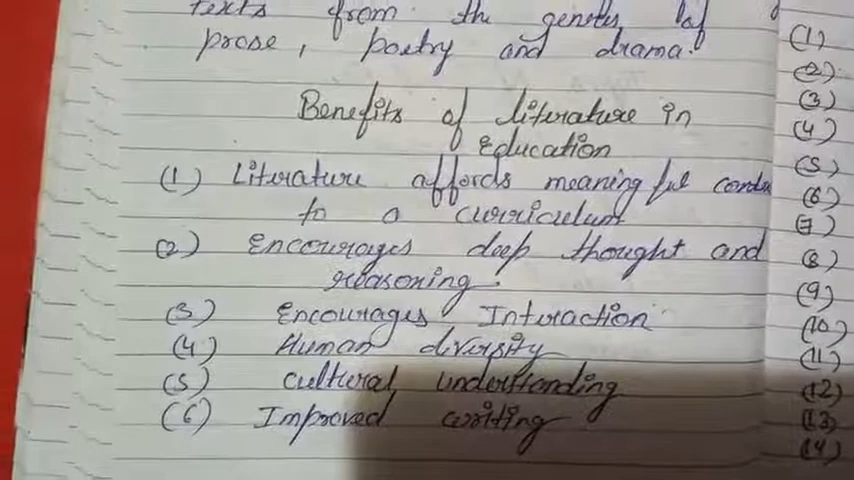 texts from the genres of
prose, poetry and drama.
Benefits of literature in
Education
(1) Literature affords meaningful
to a curriculum
(2) Encourages deep thought and
reasoning.
(3) Encourages Interaction
(4) Human diversity
(5) cultural understanding
(6) Improved writing
(1)
(2)
(3)
(4)
(5)
(6)
(7)
(8)
(9)
(10)
(11)
(12)
(13)
(14)